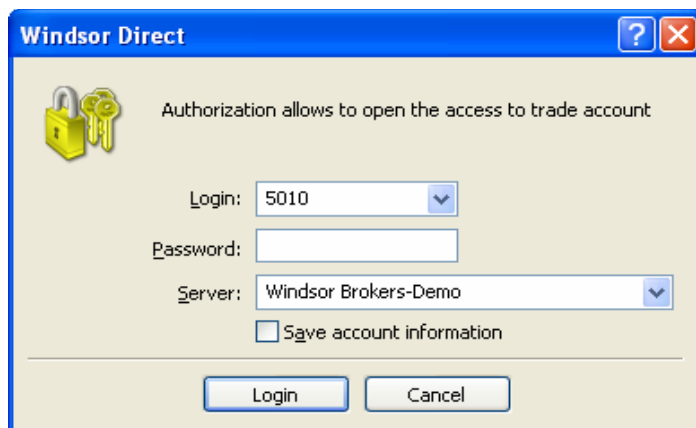 Windsor Direct
Authorization allows to open the access to trade account
Login: 5010
Password:
Server: Windsor Brokers-Demo
Save account information
Login Cancel